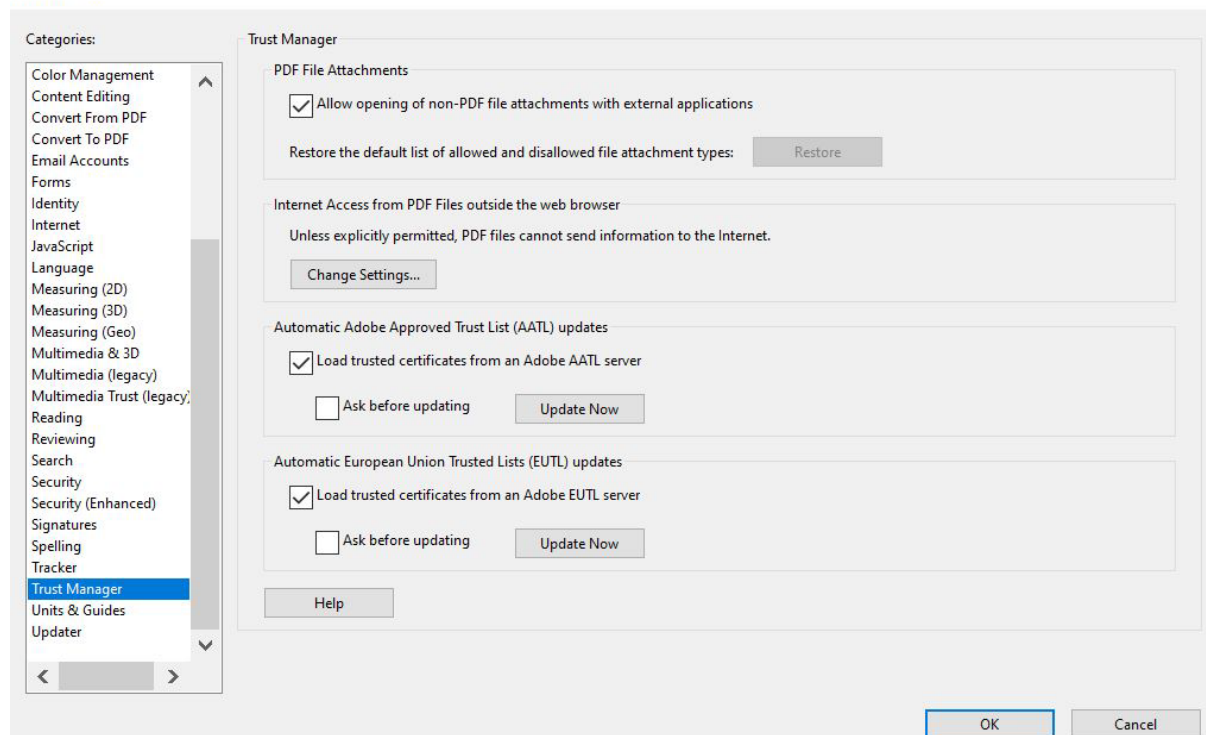 Categories:
Color Management
Content Editing
Convert From PDF
Convert To PDF
Email Accounts
Forms
Identity
Internet
JavaScript
Language
Measuring (2D)
Measuring (3D)
Measuring (Geo)
Multimedia & 3D
Multimedia (legacy)
Multimedia Trust (legacy)
Reading
Reviewing
Search
Security
Security (Enhanced)
Signatures
Spelling
Tracker
Trust Manager
Units & Guides
Updater
Trust Manager
PDF File Attachments
Allow opening of non-PDF file attachments with external applications
Restore the default list of allowed and disallowed file attachment types: Restore
Internet Access from PDF Files outside the web browser
Unless explicitly permitted, PDF files cannot send information to the Internet.
Change Settings...
Automatic Adobe Approved Trust List (AATL) updates
Load trusted certificates from an Adobe AATL server
Ask before updating Update Now
Automatic European Union Trusted Lists (EUTL) updates
Load trusted certificates from an Adobe EUTL server
Ask before updating Update Now
Help
OK Cancel